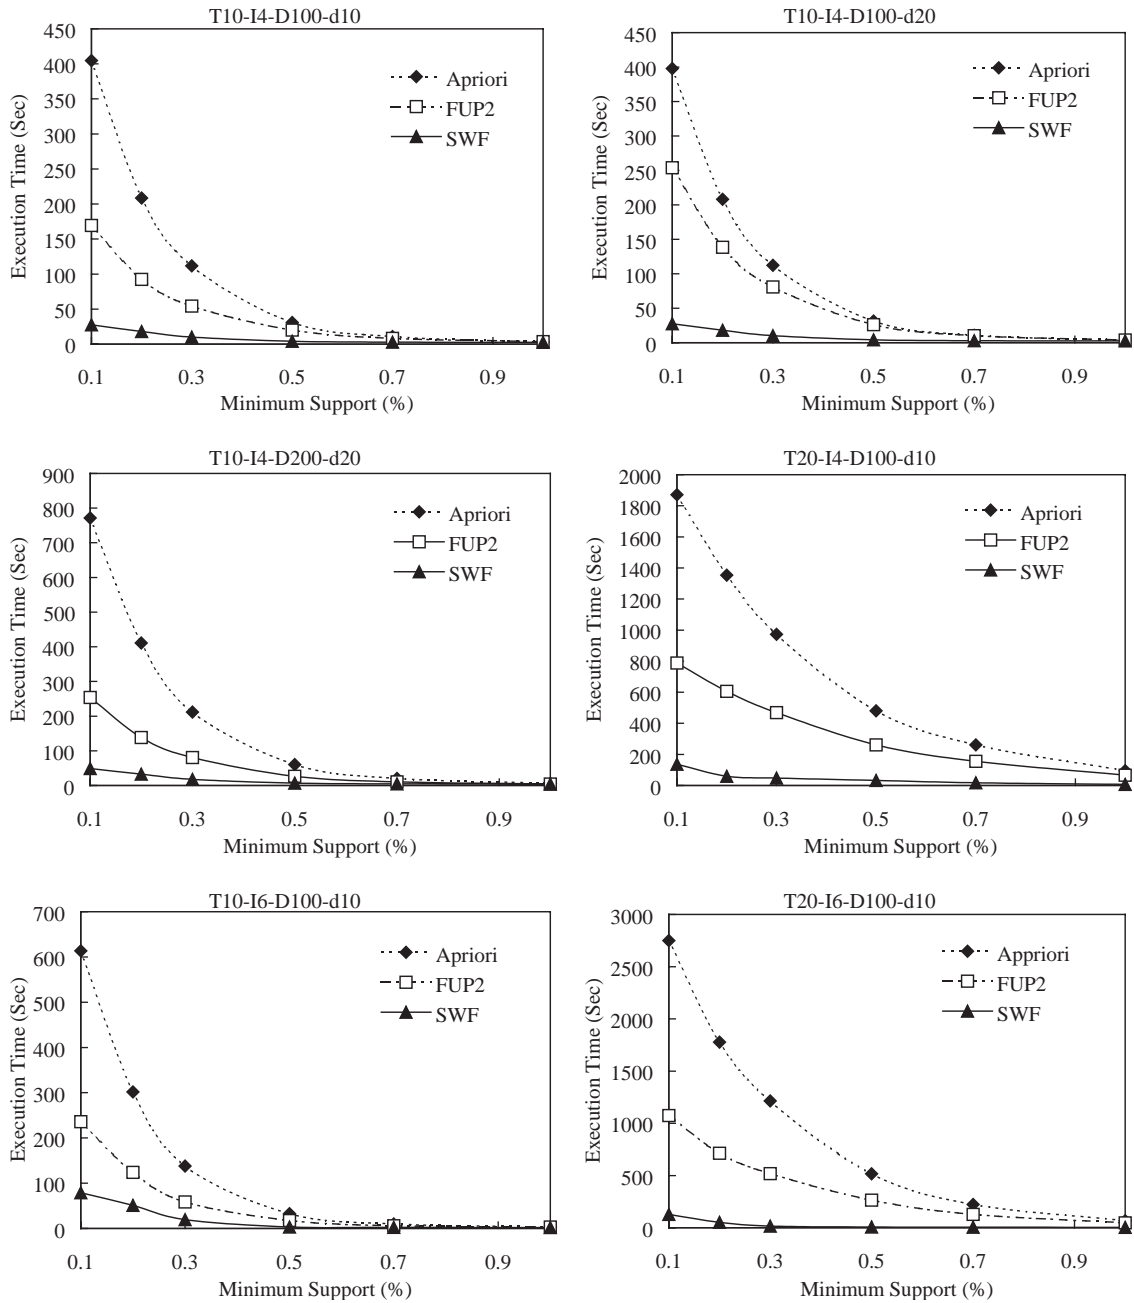 T10-I4-D100-d10
Execution Time (Sec)
450
400
350
300
250
200
150
100
50
0
Apriori
FUP2
SWF
0.1 0.3 0.5 0.7 0.9
Minimum Support (%)
T10-I4-D100-d20
Execution Time (Sec)
450
400
350
300
250
200
150
100
50
0
Apriori
FUP2
SWF
0.1 0.3 0.5 0.7 0.9
Minimum Support (%)
T10-I4-D200-d20
Execution Time (Sec)
900
800
700
600
500
400
300
200
100
0
Apriori
FUP2
SWF
0.1 0.3 0.5 0.7 0.9
Minimum Support (%)
T20-I4-D100-d10
Execution Time (Sec)
2000
1800
1600
1400
1200
1000
800
600
400
200
0
Apriori
FUP2
SWF
0.1 0.3 0.5 0.7 0.9
Minimum Support (%)
T10-I6-D100-d10
Execution Time (Sec)
700
600
500
400
300
200
100
0
Apriori
FUP2
SWF
0.1 0.3 0.5 0.7 0.9
Minimum Support (%)
T20-I6-D100-d10
Execution Time (Sec)
3000
2500
2000
1500
1000
500
0
Appriori
FUP2
SWF
0.1 0.3 0.5 0.7 0.9
Minimum Support (%)